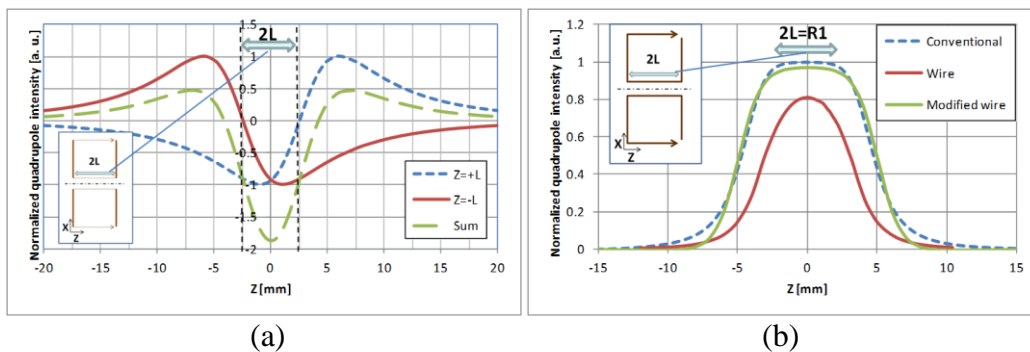 Normalized quadrupole intensity [a. u.]
1.5
1
0.5
0
-0.5
-1
-1.5
-2
2L
2L
X
Z
Z=+L
Z=-L
Sum
-20 -15 -10 -5 0 5 10 15 20
Z [mm]
(a)
Normalized quadrupole intensity [a. u.]
1.2
1
0.8
0.6
0.4
0.2
0
2L=R1
2L
X
Z
Conventional
Wire
Modified wire
-15 -10 -5 0 5 10 15
Z [mm]
(b)